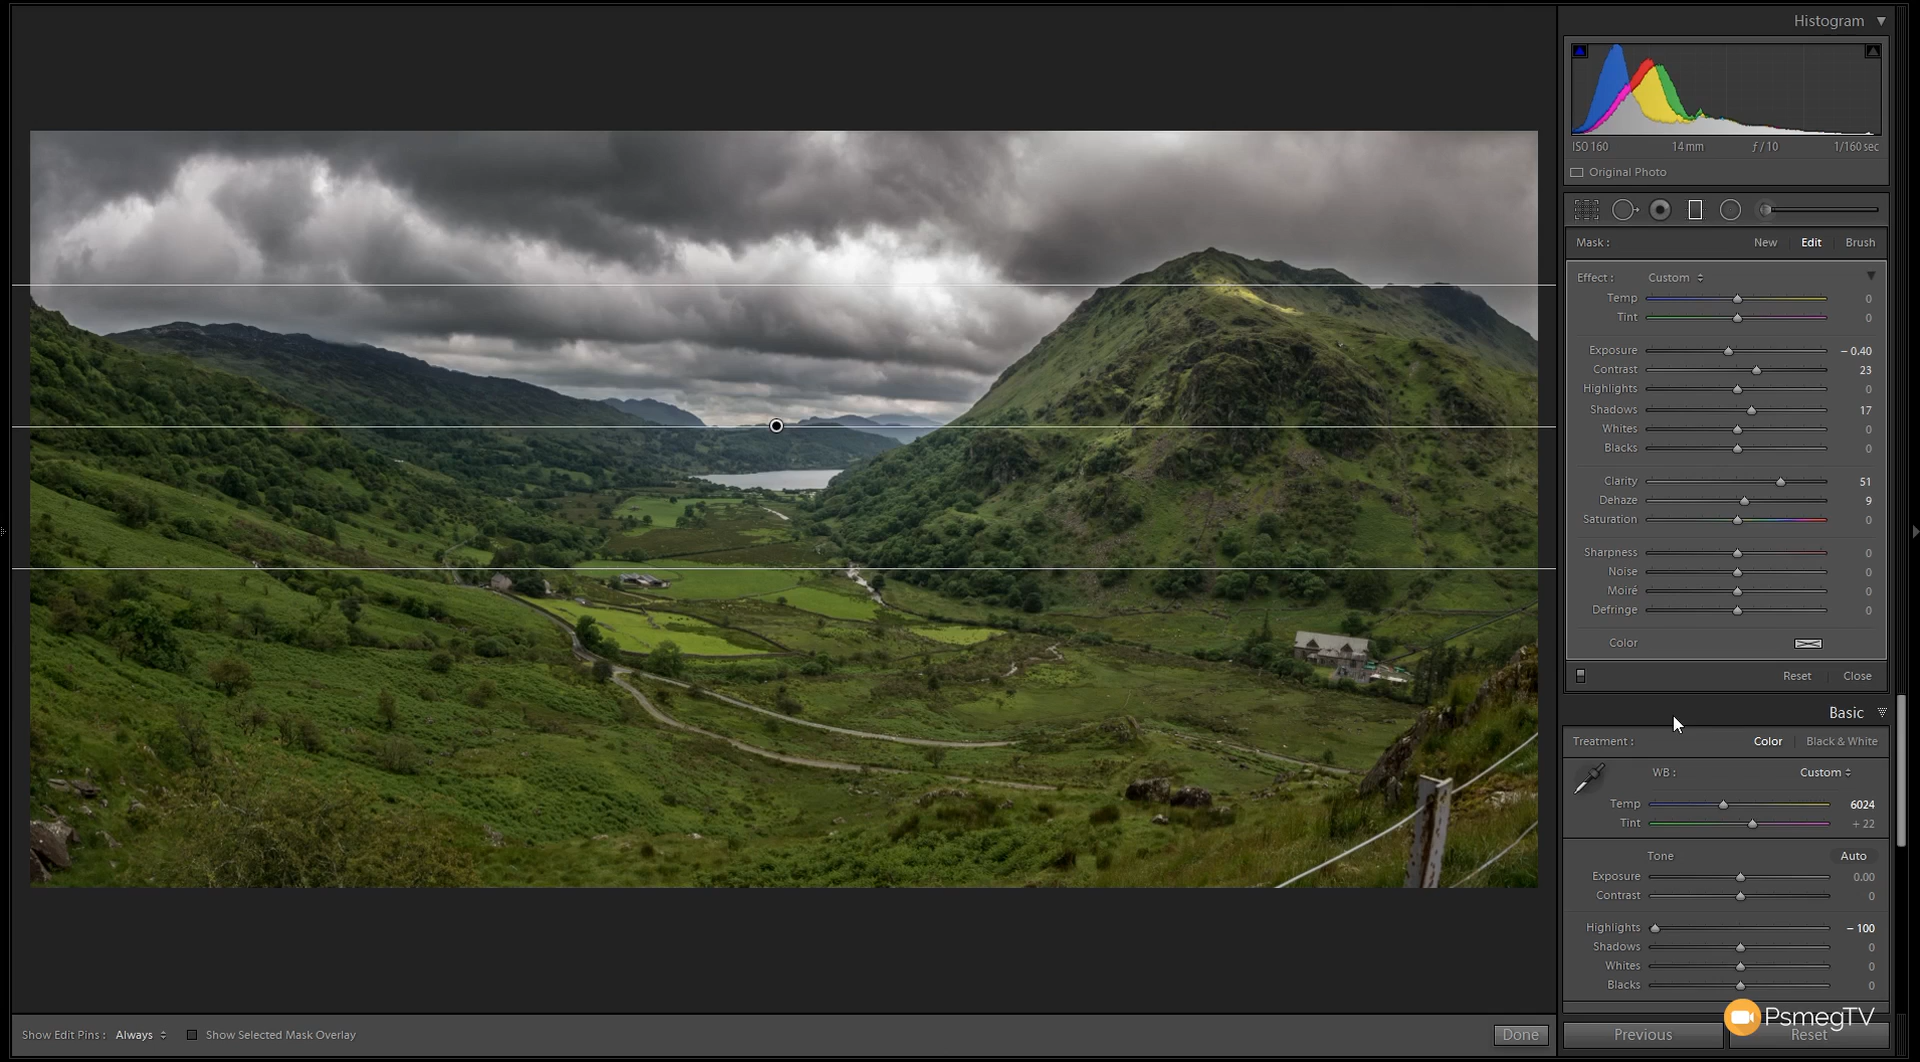 Histogram
ISO 160 14 mm ƒ / 10 1/160 sec
Original Photo
Mask : New Edit Brush
Effect : Custom
Temp 0
Tint 0
Exposure – 0.40
Contrast 23
Highlights 0
Shadows 17
Whites 0
Blacks 0
Clarity 51
Dehaze 9
Saturation 0
Sharpness 0
Noise 0
Moiré 0
Defringe 0
Color
Reset Close
Basic
Treatment : Color Black & White
WB : Custom
Temp 6024
Tint + 22
Tone Auto
Exposure 0.00
Contrast 0
Highlights – 100
Shadows 0
Whites 0
Blacks 0
PsmegTV
Show Edit Pins : Always Show Selected Mask Overlay Done Previous Reset